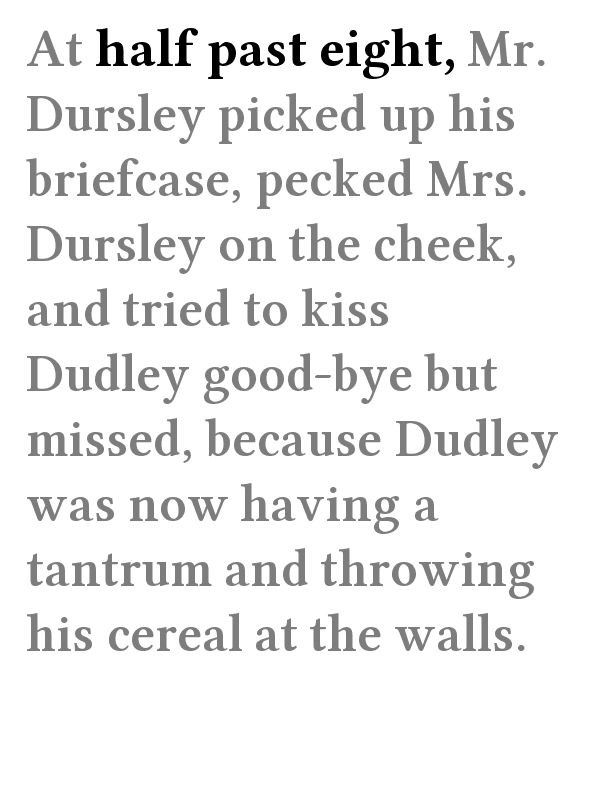 At half past eight, Mr.
Dursley picked up his
briefcase, pecked Mrs.
Dursley on the cheek,
and tried to kiss
Dudley good-bye but
missed, because Dudley
was now having a
tantrum and throwing
his cereal at the walls.